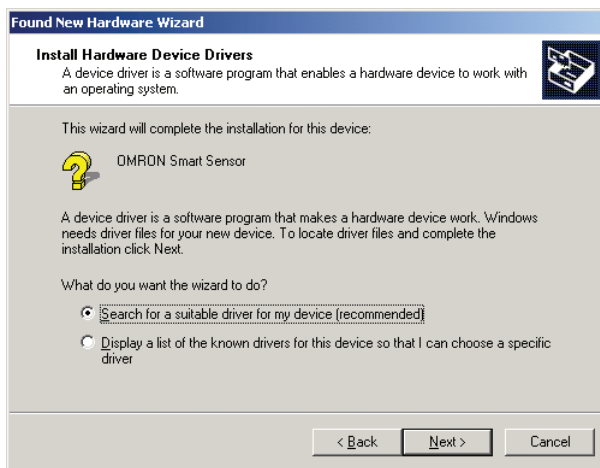 Found New Hardware Wizard
Install Hardware Device Drivers
A device driver is a software program that enables a hardware device to work with
an operating system.
This wizard will complete the installation for this device:
OMRON Smart Sensor
A device driver is a software program that makes a hardware device work. Windows
needs driver files for your new device. To locate driver files and complete the
installation click Next.
What do you want the wizard to do?
Search for a suitable driver for my device (recommended)
Display a list of the known drivers for this device so that I can choose a specific
driver
< Back Next > Cancel